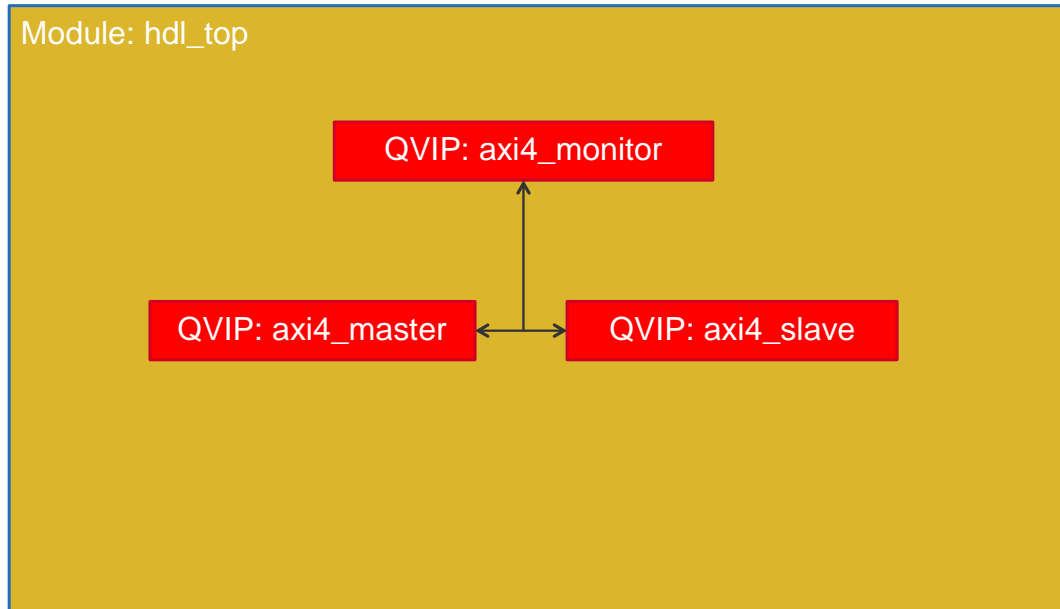 Module: hdl_top
QVIP: axi4_monitor
QVIP: axi4_master
QVIP: axi4_slave